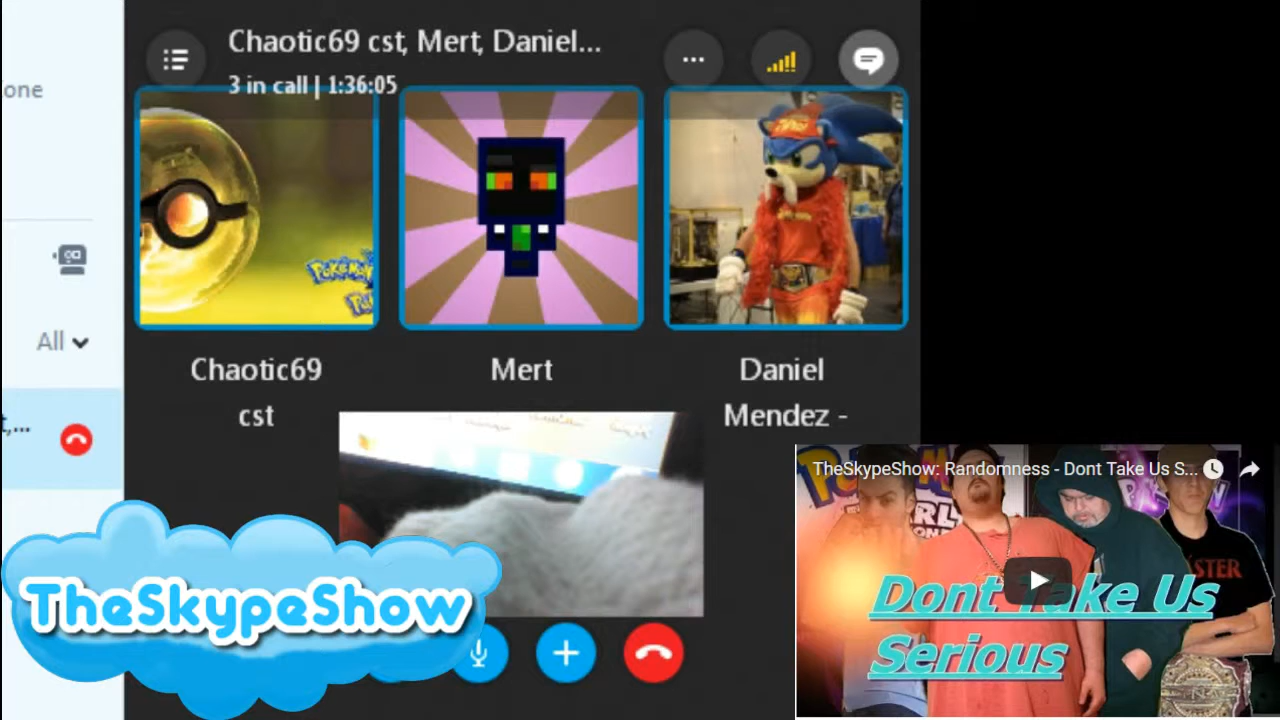 Chaotic69 cst, Mert, Daniel...
3 in call | 1:36:05
one
All
Chaotic69
cst
Mert
Daniel
Mendez -
TheSkypeShow
TheSkypeShow: Randomness - Dont Take Us S...
Dont Take Us
Serious